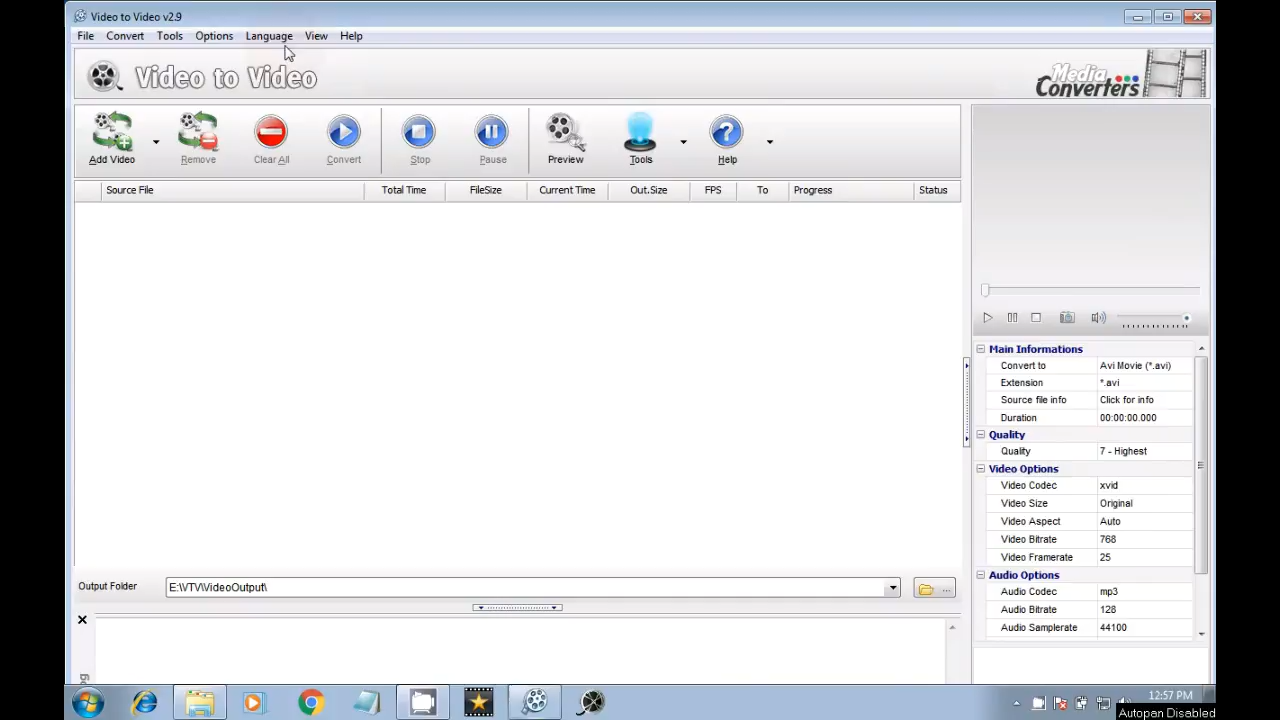 Video to Video v2.9
File Convert Tools Options Language View Help
Video to Video
Media Converters
Add Video Remove Clear All Convert Stop Pause Preview Tools Help
Source File Total Time FileSize Current Time Out.Size FPS To Progress Status
Main Informations
Convert to Avi Movie (*.avi)
Extension *.avi
Source file info Click for info
Duration 00:00:00.000
Quality
Quality 7 - Highest
Video Options
Video Codec xvid
Video Size Original
Video Aspect Auto
Video Bitrate 768
Video Framerate 25
Audio Options
Audio Codec mp3
Audio Bitrate 128
Audio Samplerate 44100
Output Folder E:\VTV\VideoOutput\ ...
12:57 PM
Autopan Disabled